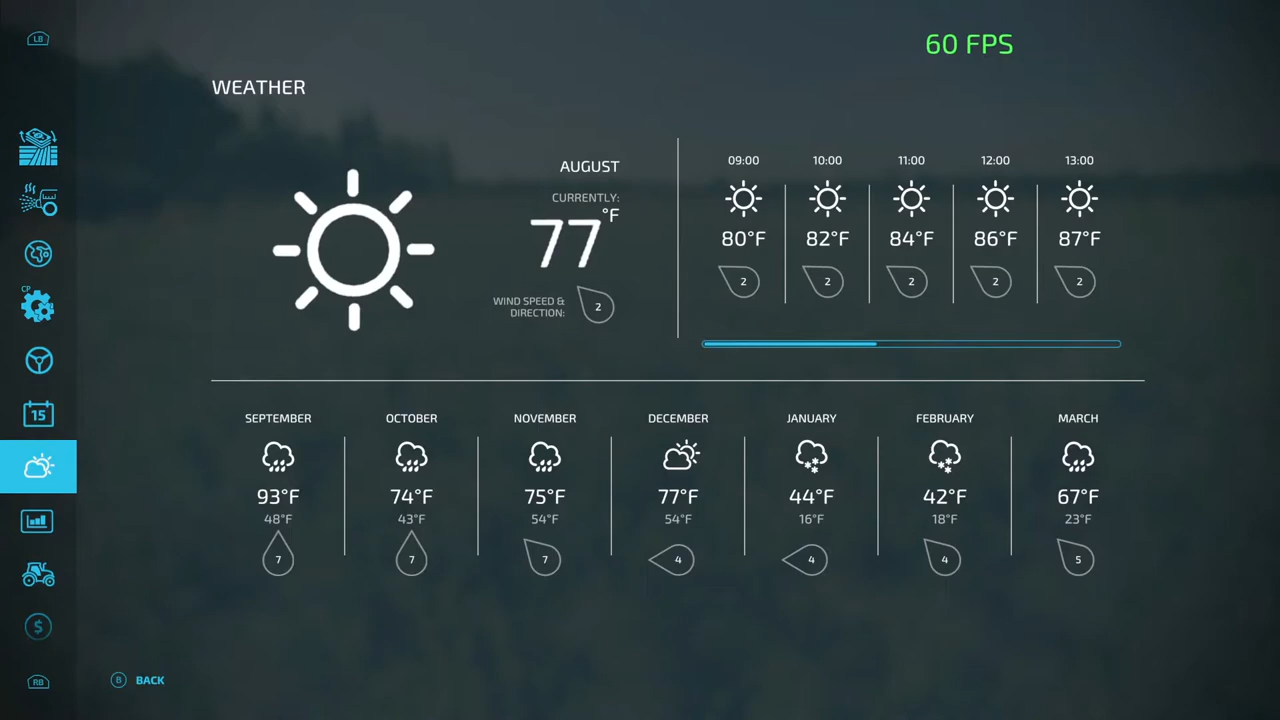 LB
60 FPS
WEATHER
AUGUST
CURRENTLY:
77°F
WIND SPEED &
DIRECTION:
2
09:00 10:00 11:00 12:00 13:00
80°F 82°F 84°F 86°F 87°F
2 2 2 2 2
CP
15
SEPTEMBER OCTOBER NOVEMBER DECEMBER JANUARY FEBRUARY MARCH
93°F 74°F 75°F 77°F 44°F 42°F 67°F
48°F 43°F 54°F 54°F 16°F 18°F 23°F
7 7 7 4 4 4 5
$
RB
B BACK